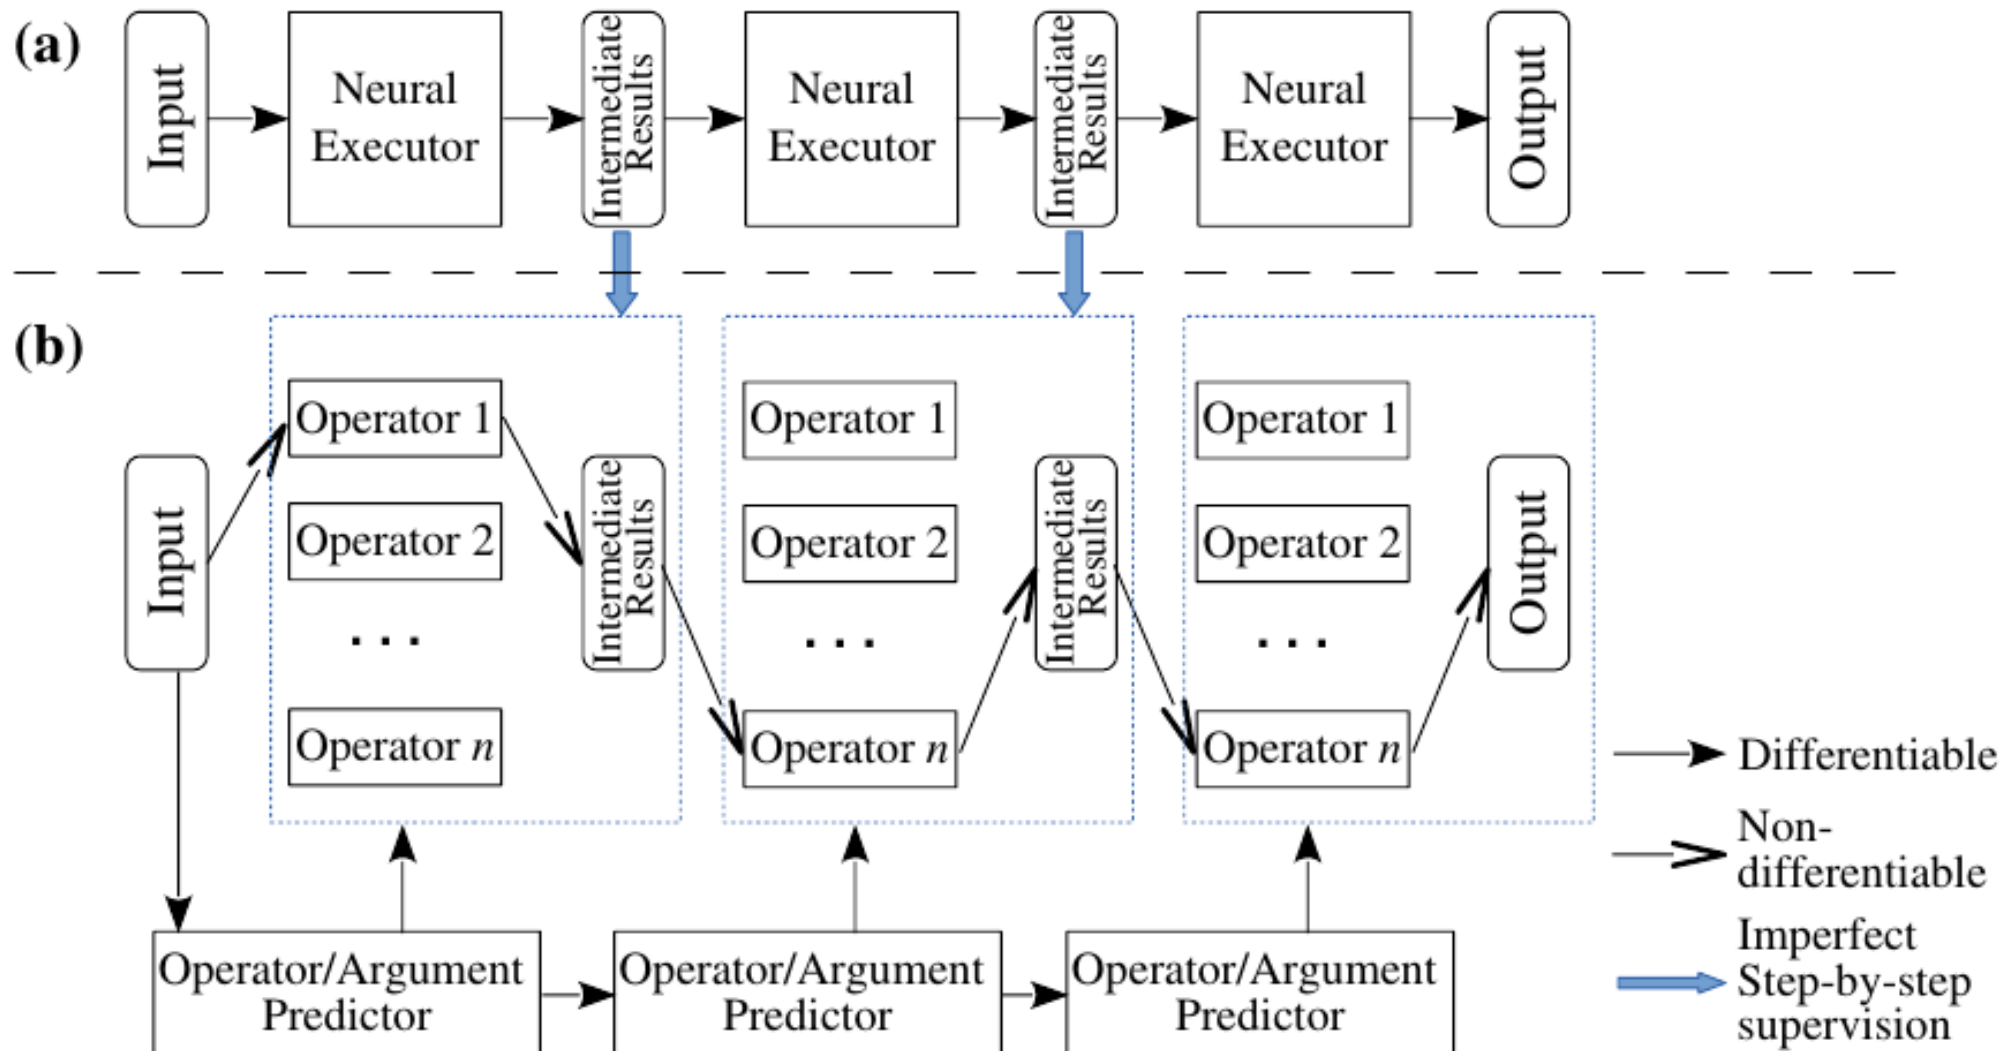 (a)
Input
Neural
Executor
Intermediate
Results
Neural
Executor
Intermediate
Results
Neural
Executor
Output
(b)
Input
Operator 1
Operator 2
. . .
Operator n
Intermediate
Results
Operator 1
Operator 2
. . .
Operator n
Intermediate
Results
Operator 1
Operator 2
. . .
Operator n
Output
Operator/Argument
Predictor
Operator/Argument
Predictor
Operator/Argument
Predictor
Differentiable
Non-
differentiable
Imperfect
Step-by-step
supervision